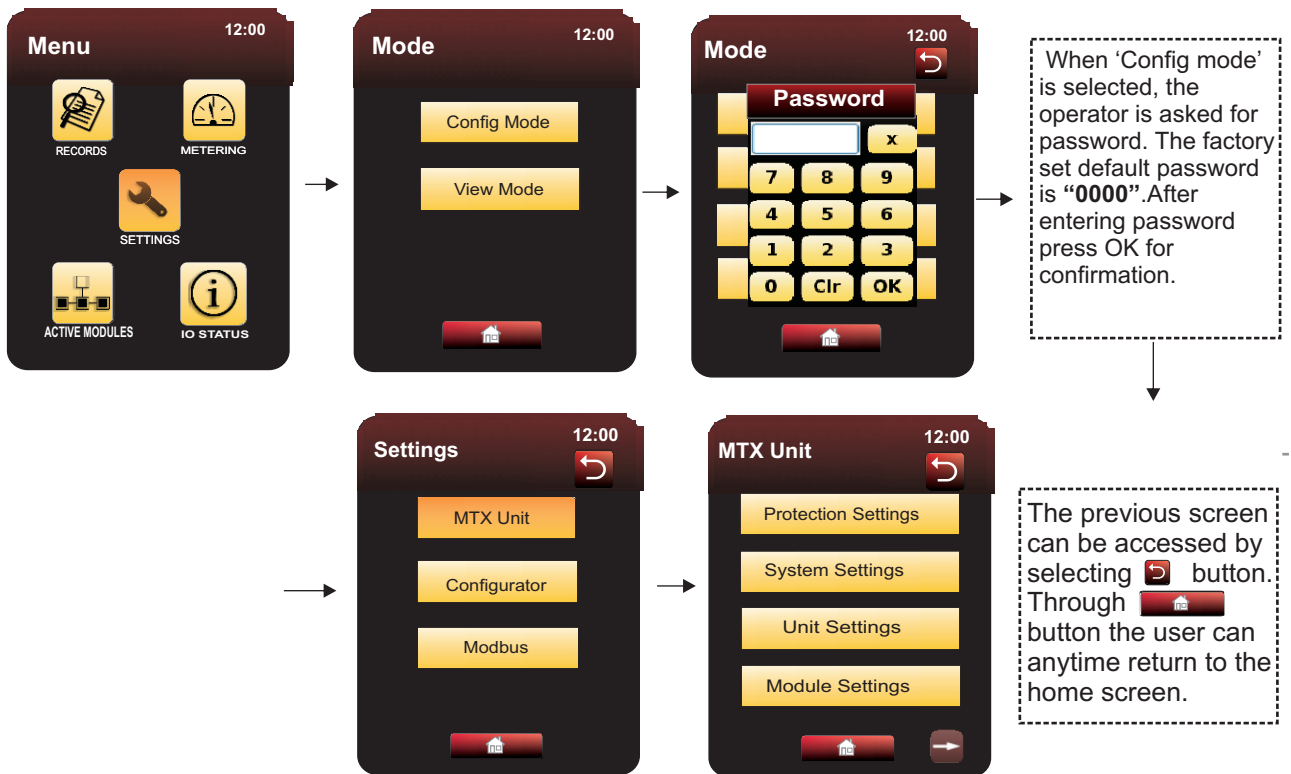 Menu
12:00
RECORDS
METERING
SETTINGS
ACTIVE MODULES
IO STATUS
Mode
12:00
Config Mode
View Mode
Mode
12:00
Password
x
7 8 9
4 5 6
1 2 3
0 Clr OK
When ‘Config mode’
is selected, the
operator is asked for
password. The factory
set default password
is “0000”.After
entering password
press OK for
confirmation.
Settings
12:00
MTX Unit
Configurator
Modbus
MTX Unit
12:00
Protection Settings
System Settings
Unit Settings
Module Settings
The previous screen
can be accessed by
selecting button.
Through
button the user can
anytime return to the
home screen.